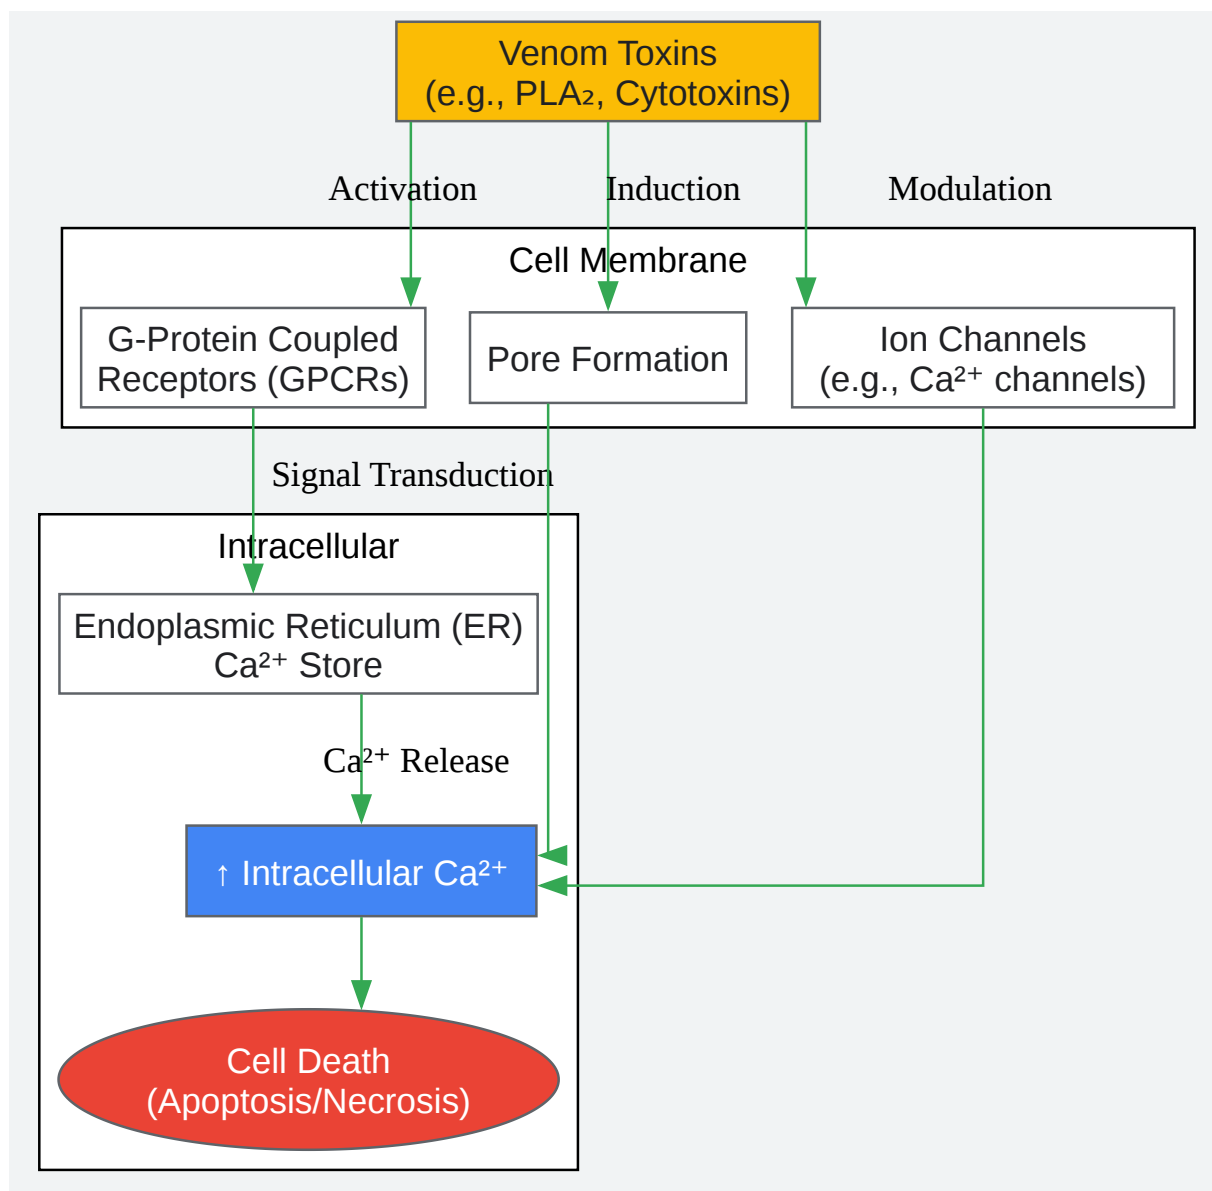 Venom Toxins
(e.g., PLA₂, Cytotoxins)
Activation
Induction
Modulation
Cell Membrane
G-Protein Coupled
Receptors (GPCRs)
Pore Formation
Ion Channels
(e.g., Ca²⁺ channels)
Signal Transduction
Intracellular
Endoplasmic Reticulum (ER)
Ca²⁺ Store
Ca²⁺ Release
↑ Intracellular Ca²⁺
Cell Death
(Apoptosis/Necrosis)